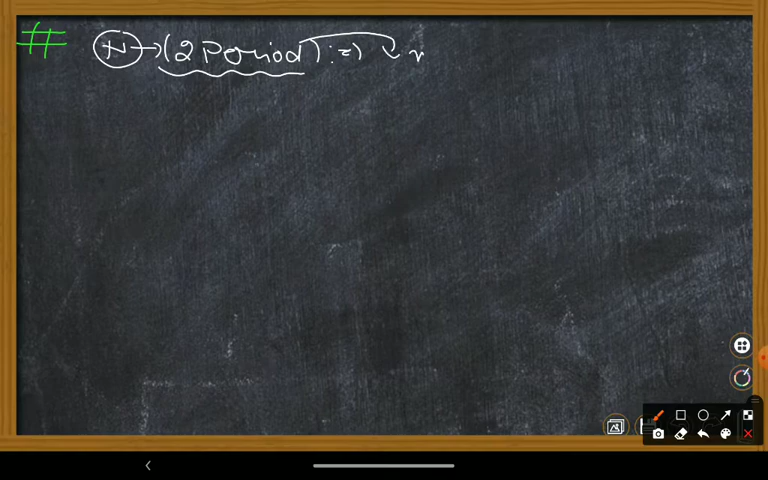 # N → (2 Period) :=)